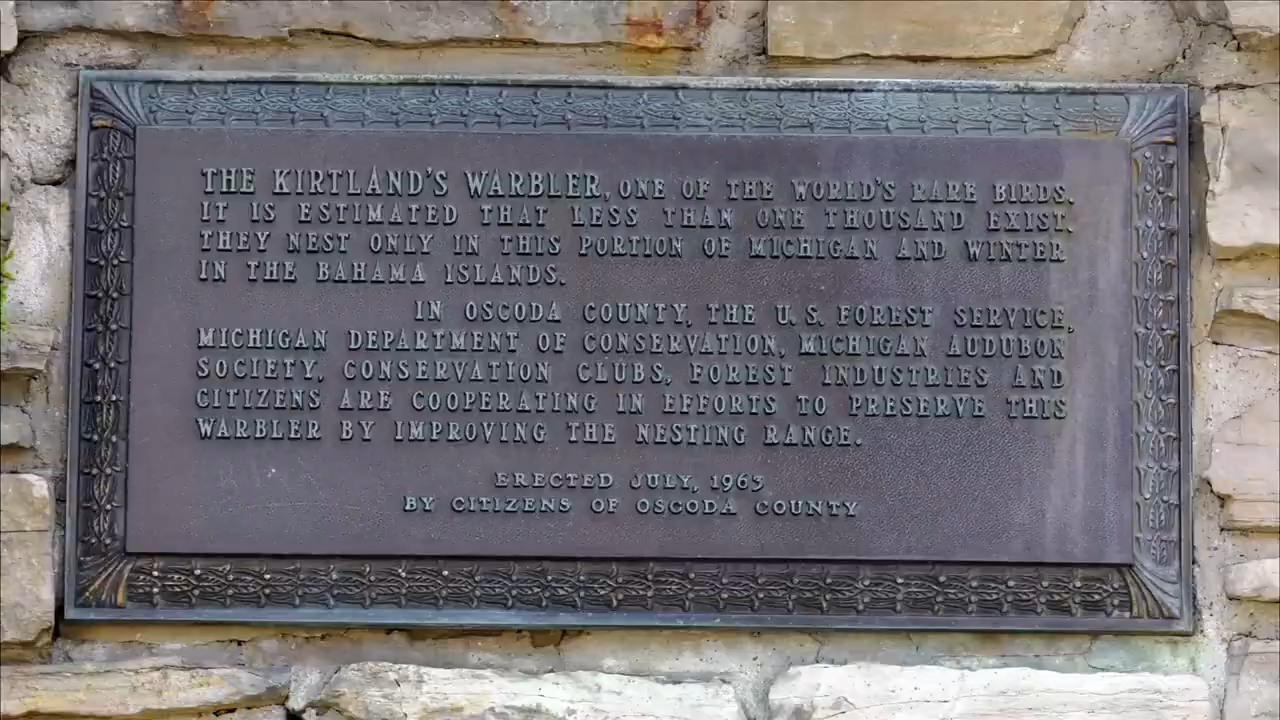 THE KIRTLAND'S WARBLER, ONE OF THE WORLD'S RARE BIRDS.
IT IS ESTIMATED THAT LESS THAN ONE THOUSAND EXIST.
THEY NEST ONLY IN THIS PORTION OF MICHIGAN AND WINTER
IN THE BAHAMA ISLANDS.
IN OSCODA COUNTY, THE U.S. FOREST SERVICE,
MICHIGAN DEPARTMENT OF CONSERVATION, MICHIGAN AUDUBON
SOCIETY, CONSERVATION CLUBS, FOREST INDUSTRIES AND
CITIZENS ARE COOPERATING IN EFFORTS TO PRESERVE THIS
WARBLER BY IMPROVING THE NESTING RANGE.
ERECTED JULY, 1963
BY CITIZENS OF OSCODA COUNTY